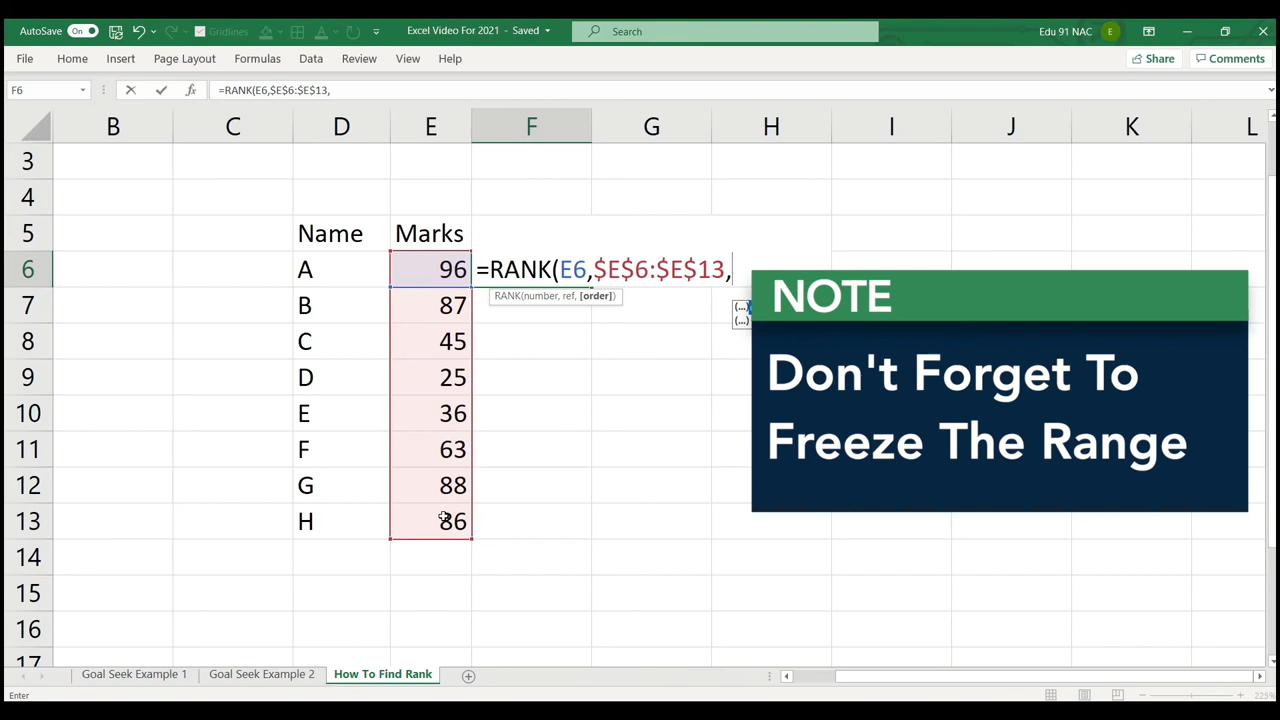 AutoSave On Gridlines Excel Video For 2021 - Saved Search Edu 91 NAC E
File Home Insert Page Layout Formulas Data Review View Help Share Comments
F6 fx =RANK(E6,$E$6:$E$13,
B C D E F G H I J K L
3
4
5 Name Marks
6 A 96 =RANK(E6,$E$6:$E$13,
RANK(number, ref, [order])
(...)
(...)
NOTE
Don't Forget To
Freeze The Range
7 B 87
8 C 45
9 D 25
10 E 36
11 F 63
12 G 88
13 H 86
14
15
16
17
Goal Seek Example 1 Goal Seek Example 2 How To Find Rank
Enter 225%